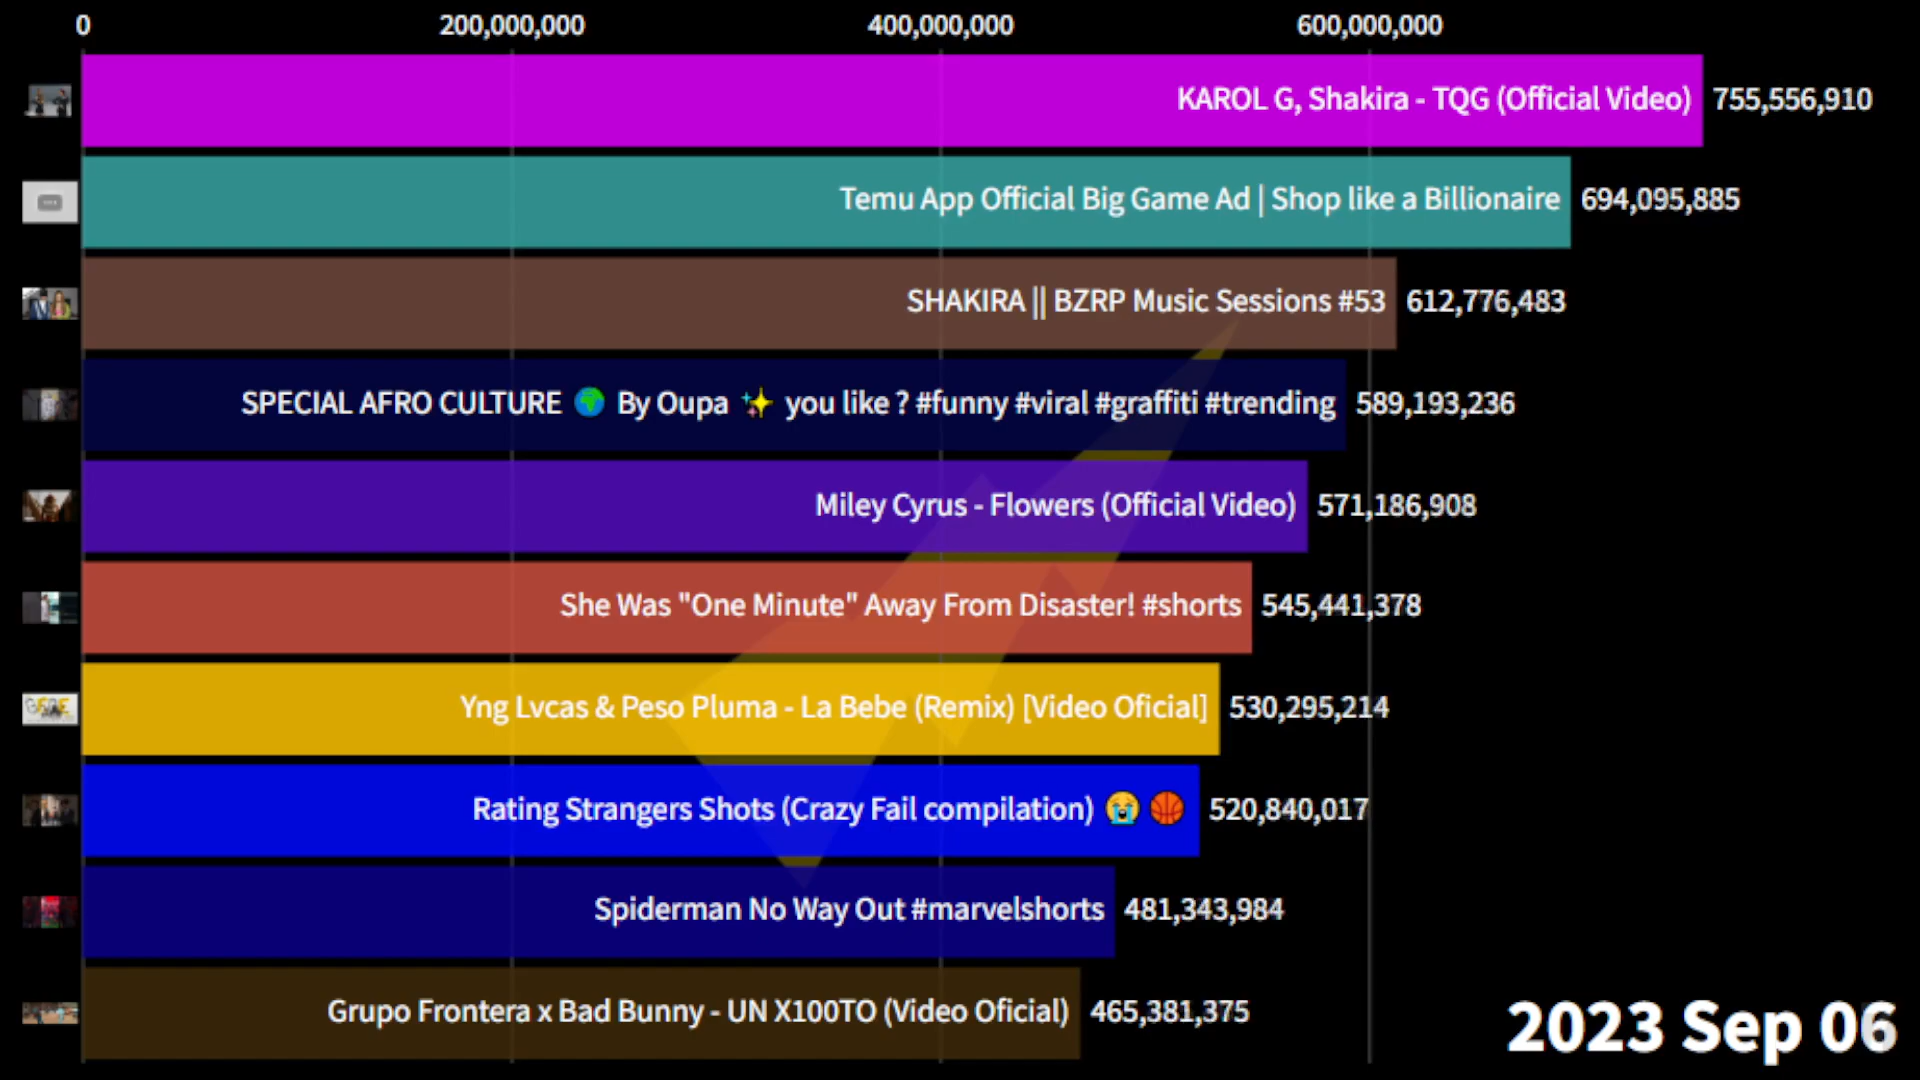 0 200,000,000 400,000,000 600,000,000
KAROL G, Shakira - TQG (Official Video) 755,556,910
Temu App Official Big Game Ad | Shop like a Billionaire 694,095,885
SHAKIRA || BZRP Music Sessions #53 612,776,483
SPECIAL AFRO CULTURE 🌍 By Oupa ✨ you like ? #funny #viral #graffiti #trending 589,193,236
Miley Cyrus - Flowers (Official Video) 571,186,908
She Was "One Minute" Away From Disaster! #shorts 545,441,378
Yng Lvcas & Peso Pluma - La Bebe (Remix) [Video Oficial] 530,295,214
Rating Strangers Shots (Crazy Fail compilation) 😭 🏀 520,840,017
Spiderman No Way Out #marvelshorts 481,343,984
Grupo Frontera x Bad Bunny - UN X100TO (Video Oficial) 465,381,375
2023 Sep 06